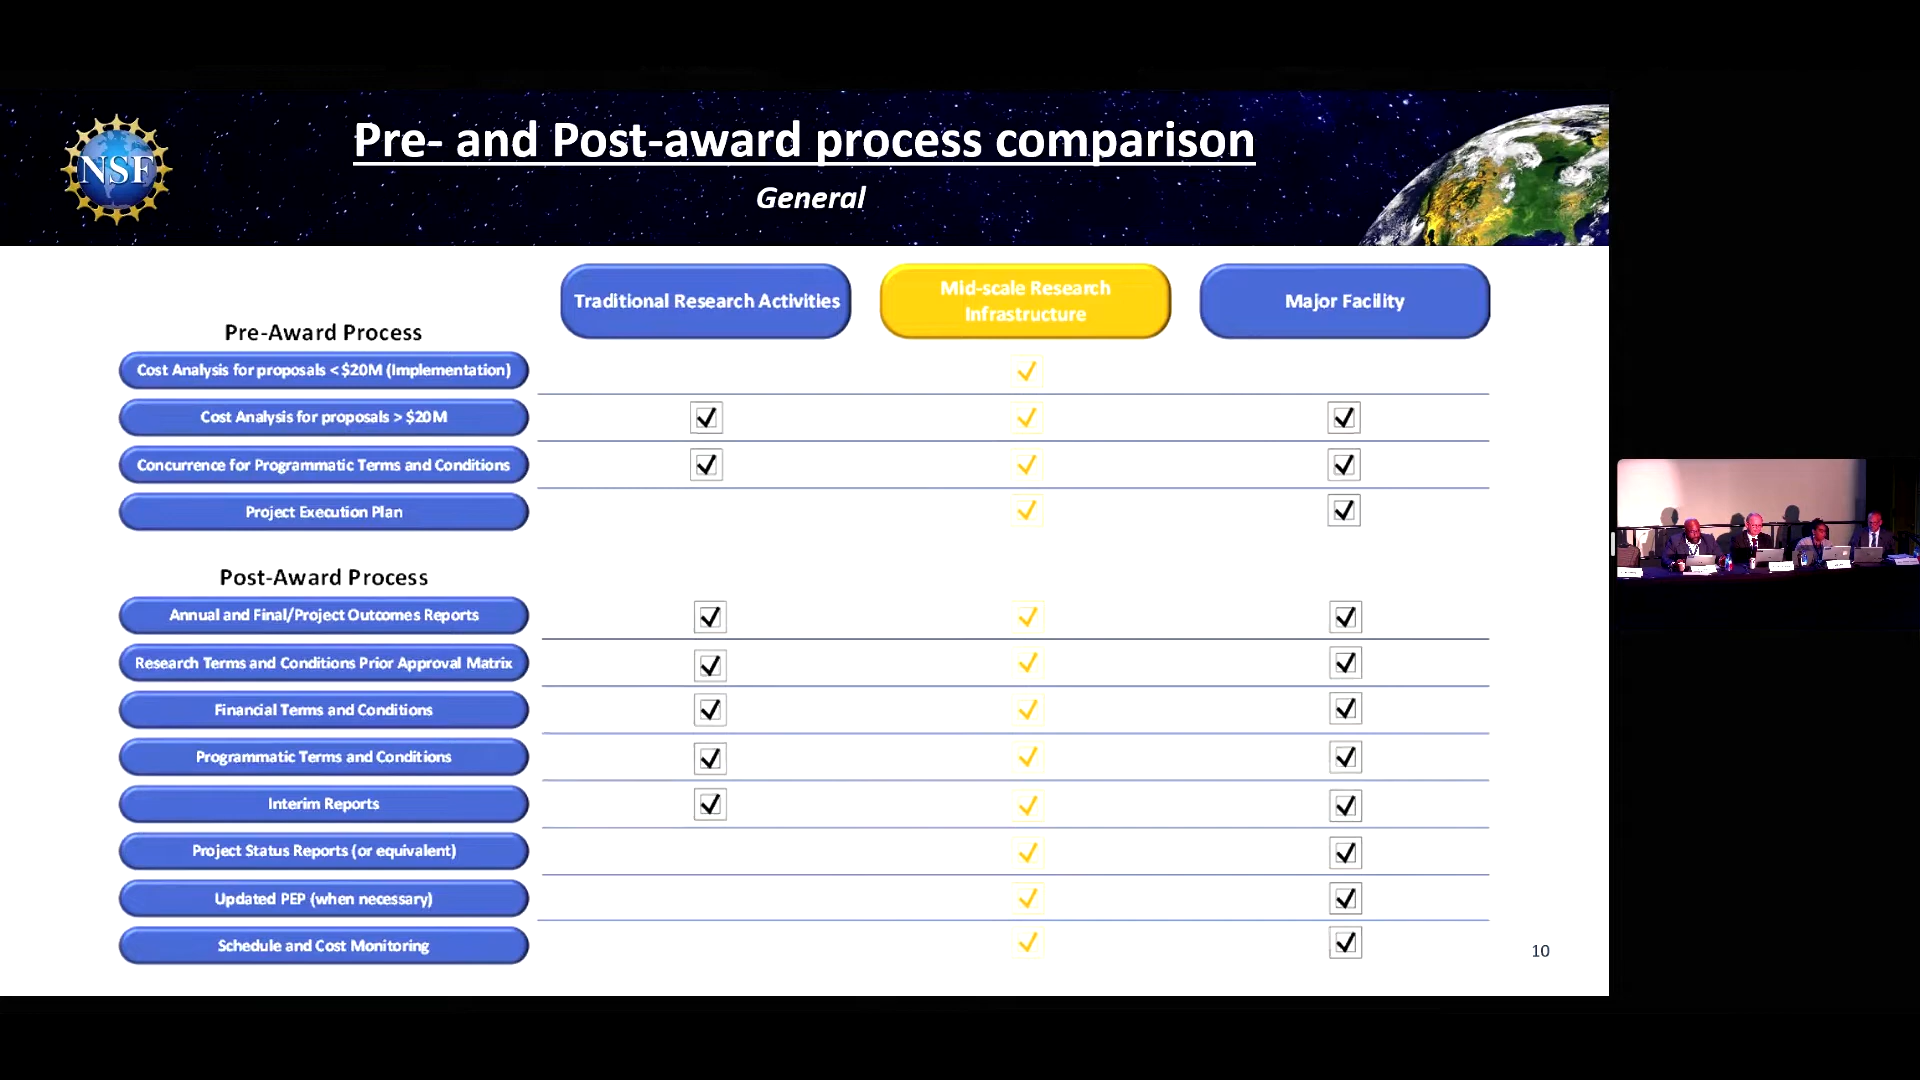 NSF
Pre- and Post-award process comparison
General
Traditional Research Activities
Mid-scale Research
Infrastructure
Major Facility
Pre-Award Process
Cost Analysis for proposals < $20M (Implementation)
Cost Analysis for proposals > $20M
Concurrence for Programmatic Terms and Conditions
Project Execution Plan
Post-Award Process
Annual and Final/Project Outcomes Reports
Research Terms and Conditions Prior Approval Matrix
Financial Terms and Conditions
Programmatic Terms and Conditions
Interim Reports
Project Status Reports (or equivalent)
Updated PEP (when necessary)
Schedule and Cost Monitoring
10